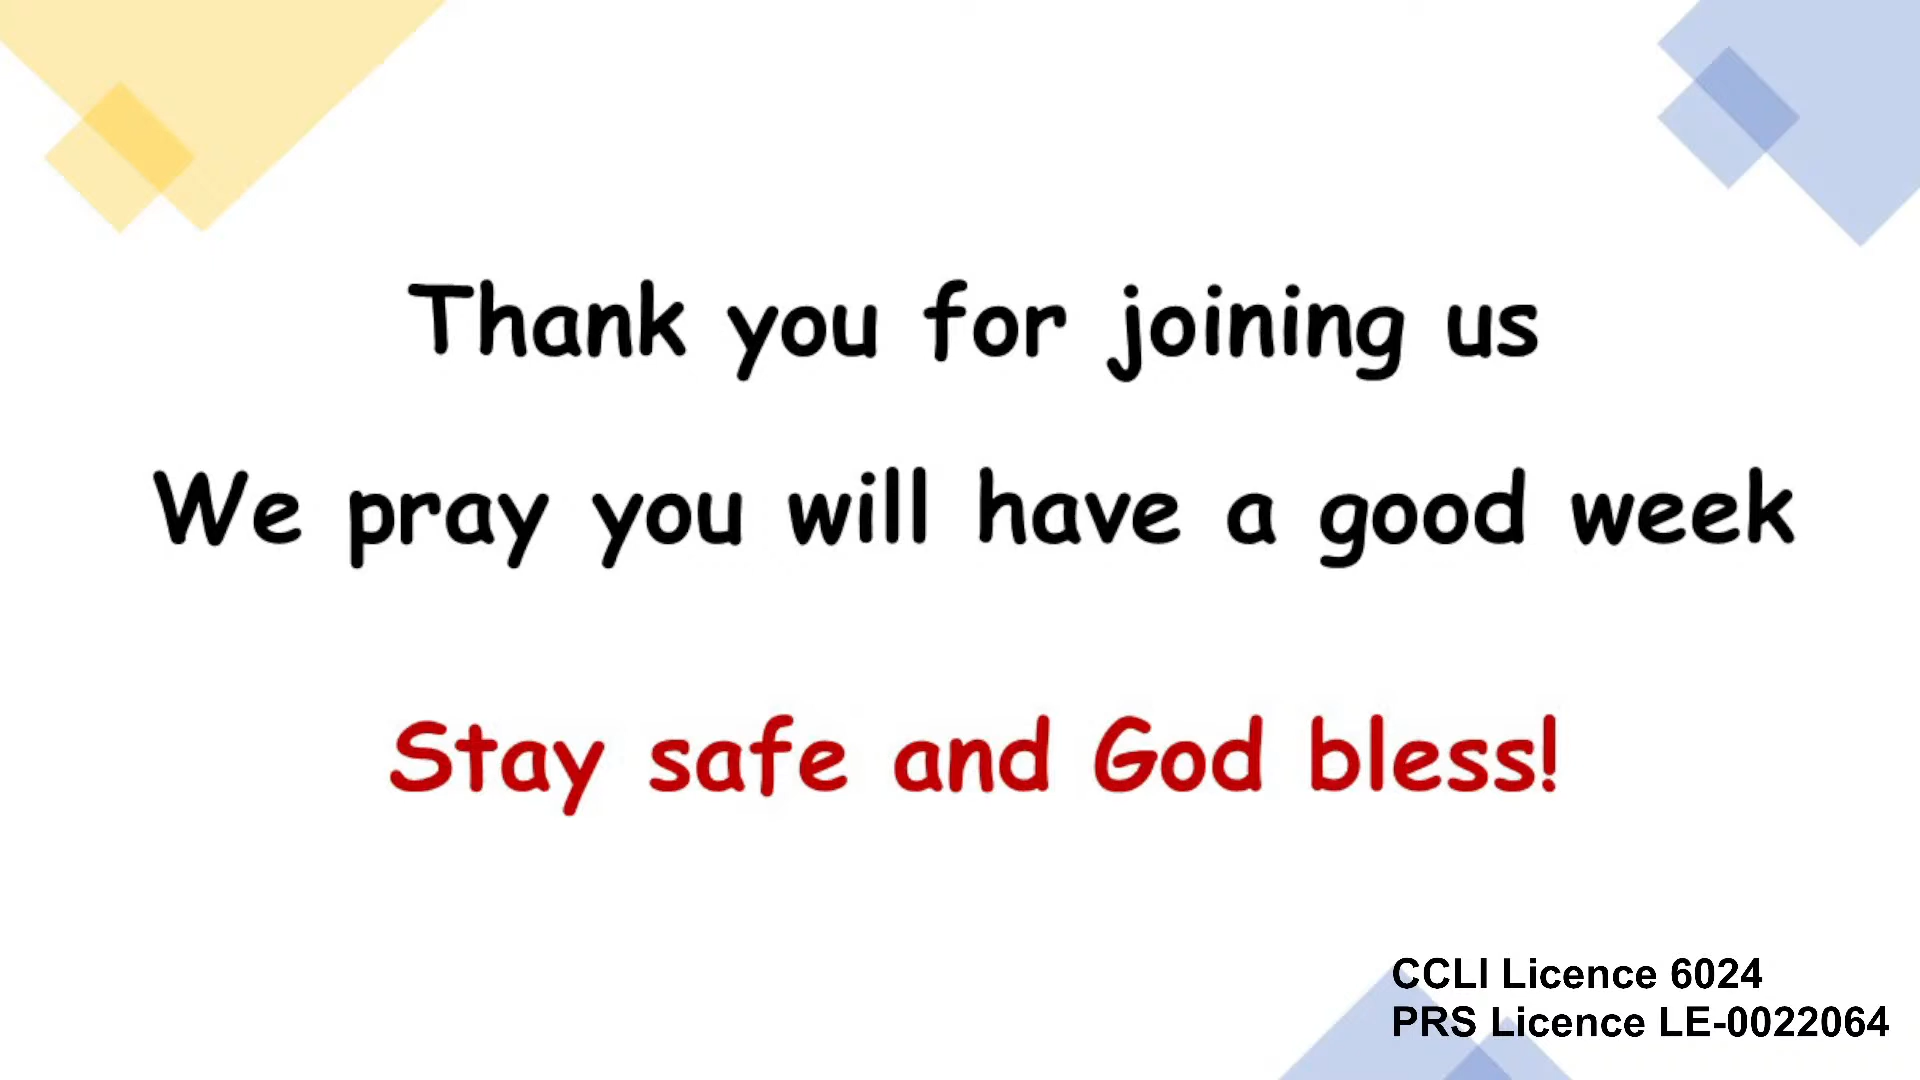 Thank you for joining us
We pray you will have a good week
Stay safe and God bless!
CCLI Licence 6024
PRS Licence LE-0022064